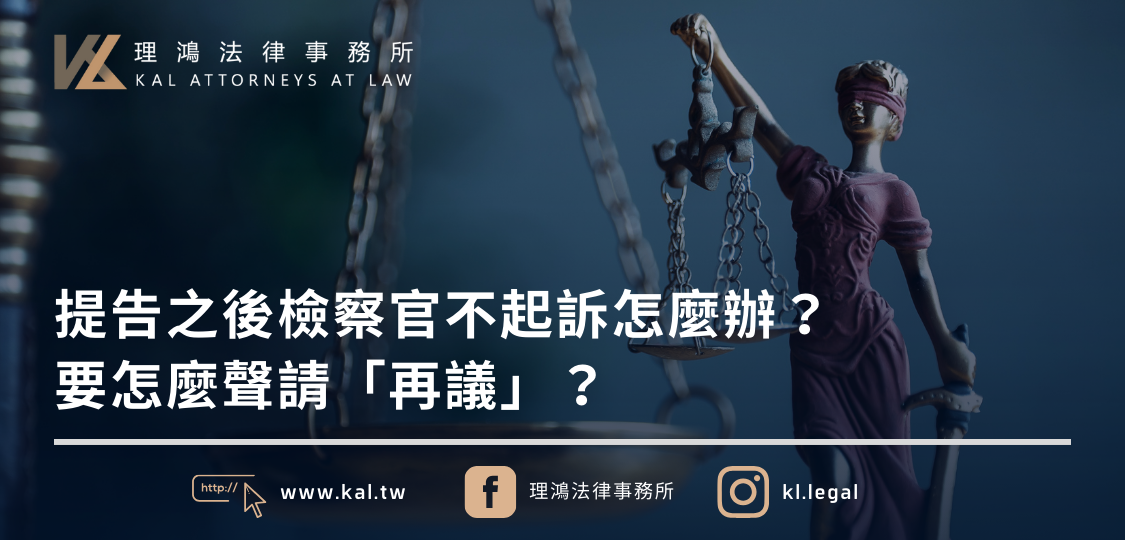 理鴻法律事務所
KAL ATTORNEYS AT LAW
提告之後檢察官不起訴怎麼辦？
要怎麼聲請「再議」？
http://
www.kal.tw
理鴻法律事務所
kl.legal